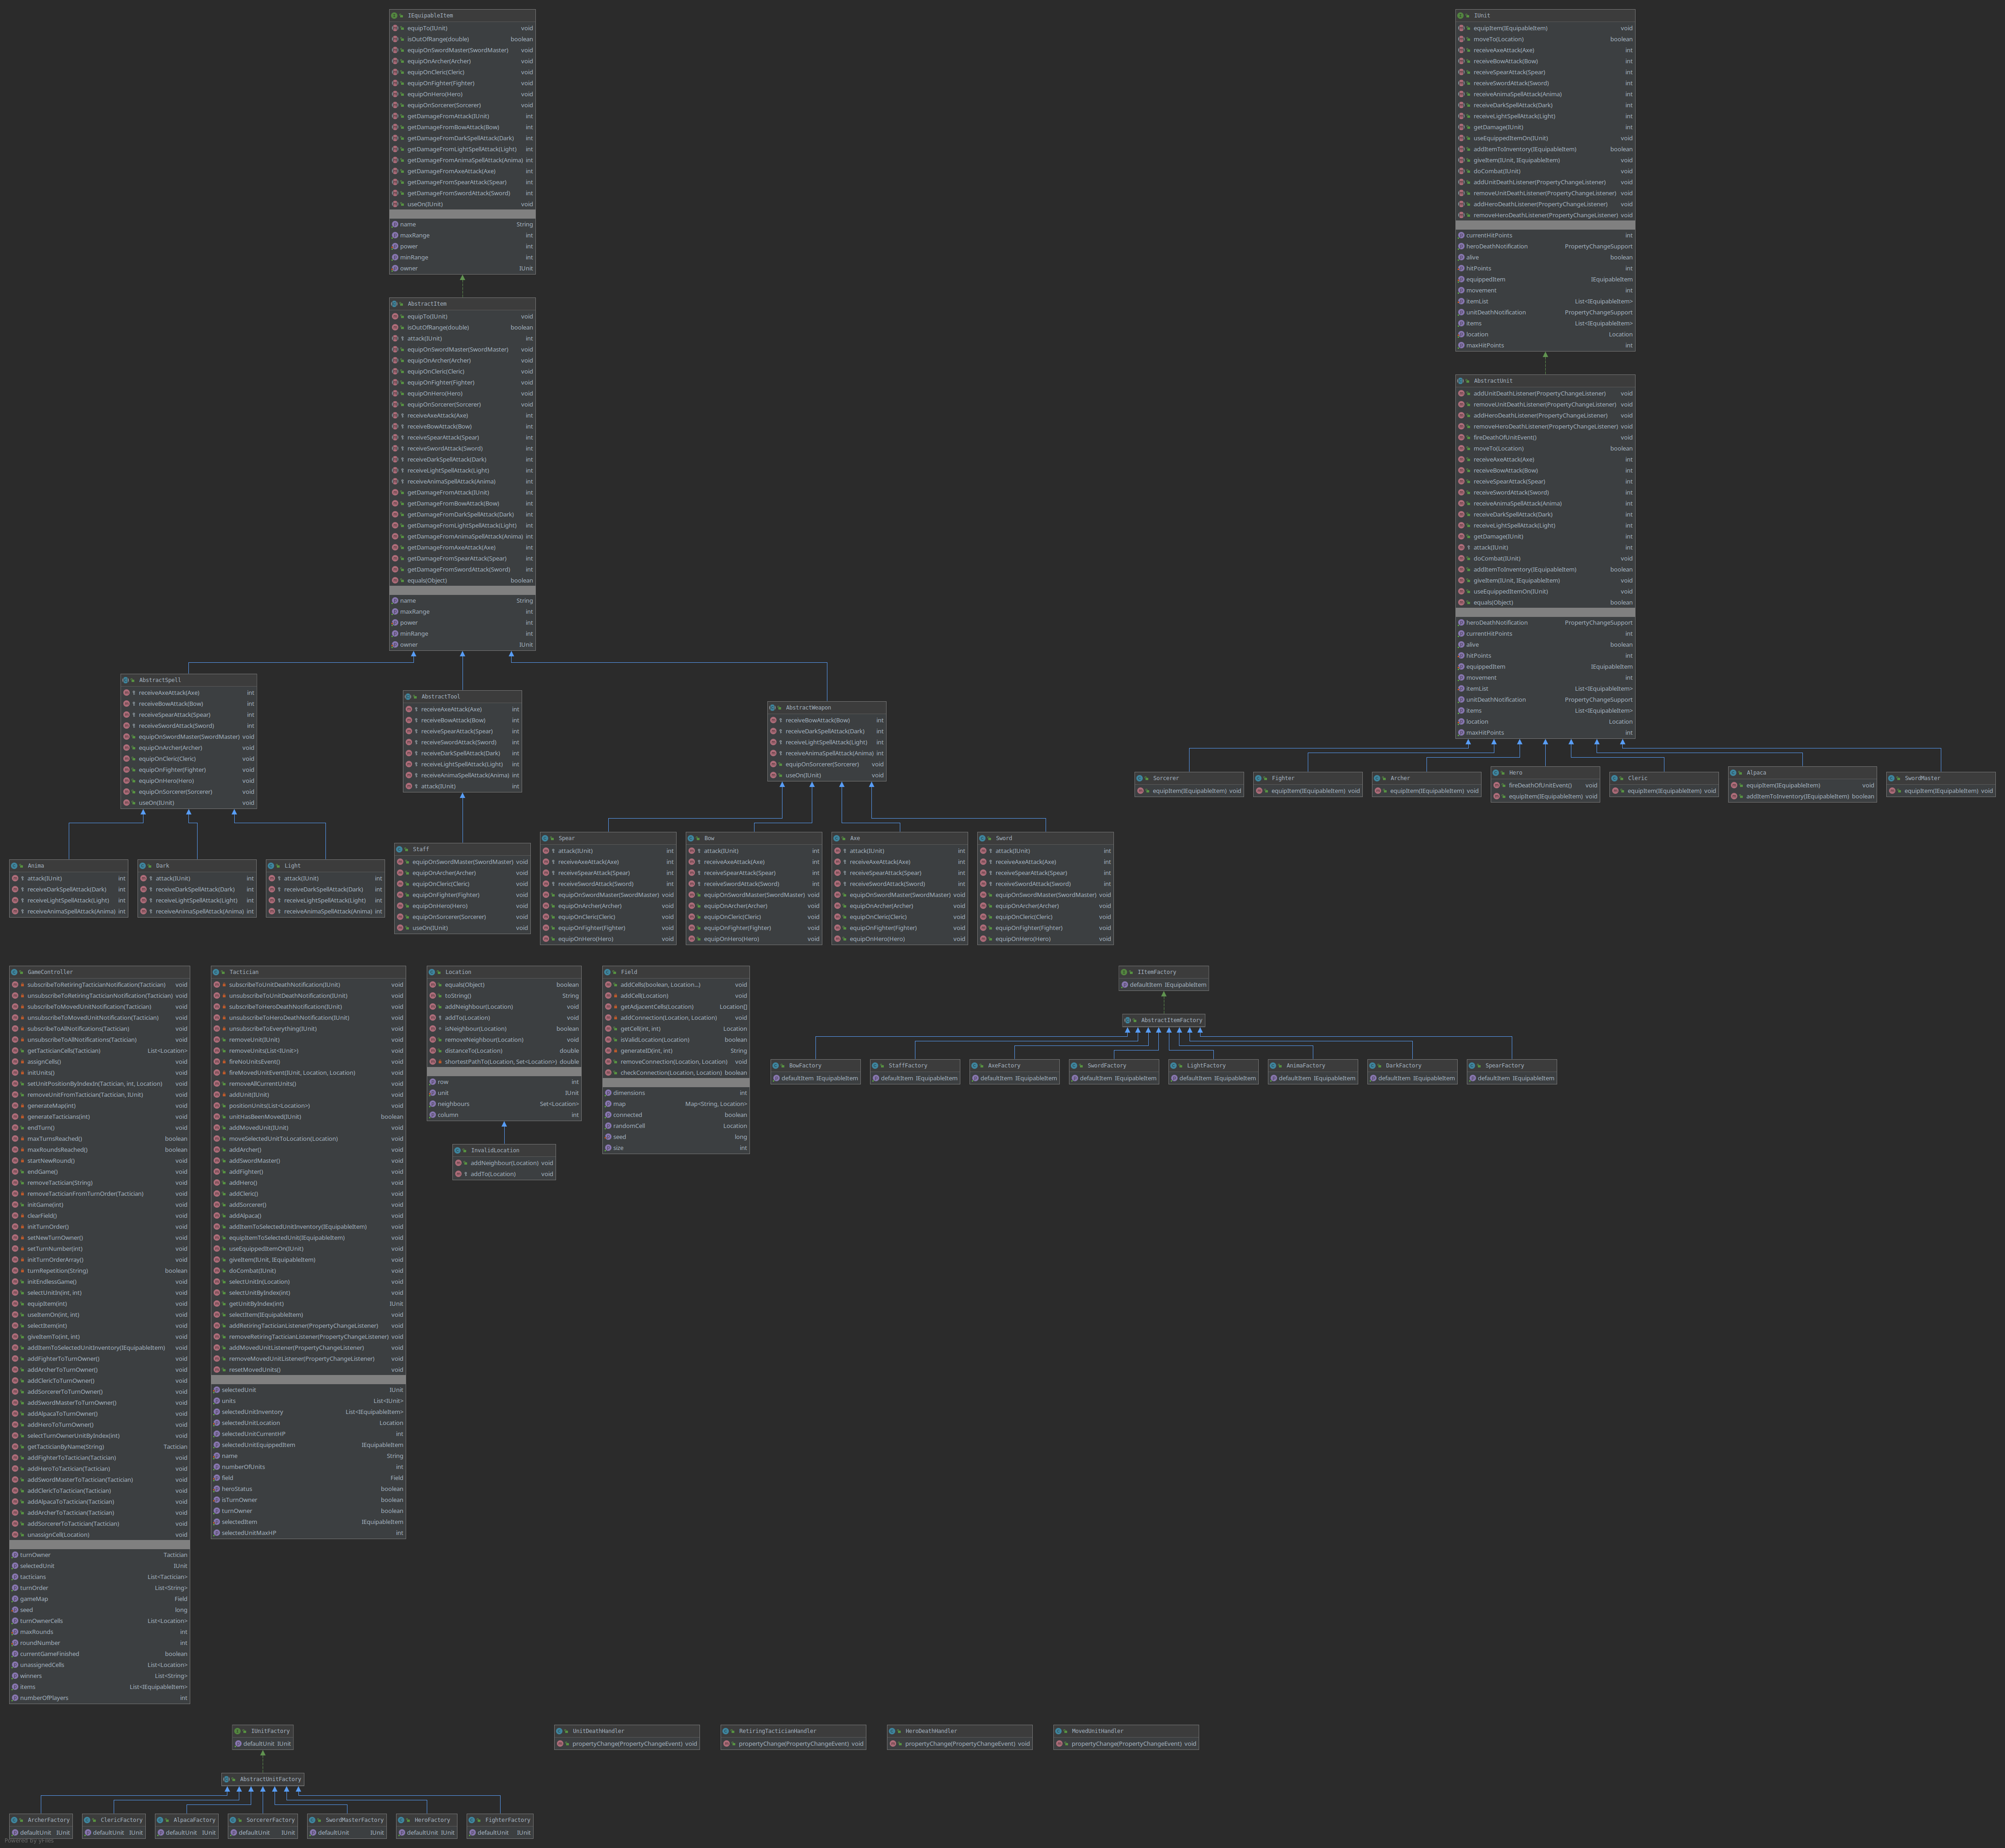 IEquipableItem
equipTo(IUnit) void
isOutOfRange(double) boolean
equipOnSwordMaster(SwordMaster) void
equipOnArcher(Archer) void
equipOnCleric(Cleric) void
equipOnFighter(Fighter) void
equipOnHero(Hero) void
equipOnSorcerer(Sorcerer) void
getDamageFromAttack(IUnit) int
getDamageFromBowAttack(Bow) int
getDamageFromDarkSpellAttack(Dark) int
getDamageFromLightSpellAttack(Light) int
getDamageFromAnimaSpellAttack(Anima) int
getDamageFromAxeAttack(Axe) int
getDamageFromSpearAttack(Spear) int
getDamageFromSwordAttack(Sword) int
useOn(IUnit) void
name String
maxRange int
power int
minRange int
owner IUnit
IUnit
equipItem(IEquipableItem) void
moveTo(Location) boolean
receiveAxeAttack(Axe) int
receiveBowAttack(Bow) int
receiveSpearAttack(Spear) int
receiveSwordAttack(Sword) int
receiveAnimaSpellAttack(Anima) int
receiveDarkSpellAttack(Dark) int
receiveLightSpellAttack(Light) int
getDamage(IUnit) int
useEquippedItemOn(IUnit) void
addItemToInventory(IEquipableItem) boolean
giveItem(IUnit, IEquipableItem) void
doCombat(IUnit) void
addUnitDeathListener(PropertyChangeListener) void
removeUnitDeathListener(PropertyChangeListener) void
addHeroDeathListener(PropertyChangeListener) void
removeHeroDeathListener(PropertyChangeListener) void
currentHitPoints int
heroDeathNotification PropertyChangeSupport
alive boolean
hitPoints int
equippedItem IEquipableItem
movement int
itemList List<IEquipableItem>
unitDeathNotification PropertyChangeSupport
items List<IEquipableItem>
location Location
maxHitPoints int
AbstractItem
equipTo(IUnit) void
isOutOfRange(double) boolean
attack(IUnit) int
equipOnSwordMaster(SwordMaster) void
equipOnArcher(Archer) void
equipOnCleric(Cleric) void
equipOnFighter(Fighter) void
equipOnHero(Hero) void
equipOnSorcerer(Sorcerer) void
receiveAxeAttack(Axe) int
receiveBowAttack(Bow) int
receiveSpearAttack(Spear) int
receiveSwordAttack(Sword) int
receiveDarkSpellAttack(Dark) int
receiveLightSpellAttack(Light) int
receiveAnimaSpellAttack(Anima) int
getDamageFromAttack(IUnit) int
getDamageFromBowAttack(Bow) int
getDamageFromDarkSpellAttack(Dark) int
getDamageFromLightSpellAttack(Light) int
getDamageFromAnimaSpellAttack(Anima) int
getDamageFromAxeAttack(Axe) int
getDamageFromSpearAttack(Spear) int
getDamageFromSwordAttack(Sword) int
equals(Object) boolean
name String
maxRange int
power int
minRange int
owner IUnit
AbstractUnit
addUnitDeathListener(PropertyChangeListener) void
removeUnitDeathListener(PropertyChangeListener) void
addHeroDeathListener(PropertyChangeListener) void
removeHeroDeathListener(PropertyChangeListener) void
fireDeathOfUnitEvent() void
moveTo(Location) boolean
receiveAxeAttack(Axe) int
receiveBowAttack(Bow) int
receiveSpearAttack(Spear) int
receiveSwordAttack(Sword) int
receiveAnimaSpellAttack(Anima) int
receiveDarkSpellAttack(Dark) int
receiveLightSpellAttack(Light) int
getDamage(IUnit) int
attack(IUnit) int
doCombat(IUnit) void
addItemToInventory(IEquipableItem) boolean
giveItem(IUnit, IEquipableItem) void
useEquippedItemOn(IUnit) void
equals(Object) boolean
heroDeathNotification PropertyChangeSupport
currentHitPoints int
alive boolean
hitPoints int
equippedItem IEquipableItem
movement int
itemList List<IEquipableItem>
unitDeathNotification PropertyChangeSupport
items List<IEquipableItem>
location Location
maxHitPoints int
AbstractSpell
receiveAxeAttack(Axe) int
receiveBowAttack(Bow) int
receiveSpearAttack(Spear) int
receiveSwordAttack(Sword) int
equipOnSwordMaster(SwordMaster) void
equipOnArcher(Archer) void
equipOnCleric(Cleric) void
equipOnFighter(Fighter) void
equipOnHero(Hero) void
equipOnSorcerer(Sorcerer) void
useOn(IUnit) void
AbstractTool
receiveAxeAttack(Axe) int
receiveBowAttack(Bow) int
receiveSpearAttack(Spear) int
receiveSwordAttack(Sword) int
receiveDarkSpellAttack(Dark) int
receiveLightSpellAttack(Light) int
receiveAnimaSpellAttack(Anima) int
attack(IUnit) int
AbstractWeapon
receiveBowAttack(Bow) int
receiveDarkSpellAttack(Dark) int
receiveLightSpellAttack(Light) int
receiveAnimaSpellAttack(Anima) int
equipOnSorcerer(Sorcerer) void
useOn(IUnit) void
Sorcerer
equipItem(IEquipableItem) void
Fighter
equipItem(IEquipableItem) void
Archer
equipItem(IEquipableItem) void
Hero
fireDeathOfUnitEvent() void
equipItem(IEquipableItem) void
Cleric
equipItem(IEquipableItem) void
Alpaca
equipItem(IEquipableItem) void
addItemToInventory(IEquipableItem) boolean
SwordMaster
equipItem(IEquipableItem) void
Anima
attack(IUnit) int
receiveDarkSpellAttack(Dark) int
receiveLightSpellAttack(Light) int
receiveAnimaSpellAttack(Anima) int
Dark
attack(IUnit) int
receiveDarkSpellAttack(Dark) int
receiveLightSpellAttack(Light) int
receiveAnimaSpellAttack(Anima) int
Light
attack(IUnit) int
receiveDarkSpellAttack(Dark) int
receiveLightSpellAttack(Light) int
receiveAnimaSpellAttack(Anima) int
Staff
equipOnSwordMaster(SwordMaster) void
equipOnArcher(Archer) void
equipOnCleric(Cleric) void
equipOnFighter(Fighter) void
equipOnHero(Hero) void
equipOnSorcerer(Sorcerer) void
useOn(IUnit) void
Spear
attack(IUnit) int
receiveAxeAttack(Axe) int
receiveSpearAttack(Spear) int
receiveSwordAttack(Sword) int
equipOnSwordMaster(SwordMaster) void
equipOnArcher(Archer) void
equipOnCleric(Cleric) void
equipOnFighter(Fighter) void
equipOnHero(Hero) void
Bow
attack(IUnit) int
receiveAxeAttack(Axe) int
receiveSpearAttack(Spear) int
receiveSwordAttack(Sword) int
equipOnSwordMaster(SwordMaster) void
equipOnArcher(Archer) void
equipOnCleric(Cleric) void
equipOnFighter(Fighter) void
equipOnHero(Hero) void
Axe
attack(IUnit) int
receiveAxeAttack(Axe) int
receiveSpearAttack(Spear) int
receiveSwordAttack(Sword) int
equipOnSwordMaster(SwordMaster) void
equipOnArcher(Archer) void
equipOnCleric(Cleric) void
equipOnFighter(Fighter) void
equipOnHero(Hero) void
Sword
attack(IUnit) int
receiveAxeAttack(Axe) int
receiveSpearAttack(Spear) int
receiveSwordAttack(Sword) int
equipOnSwordMaster(SwordMaster) void
equipOnArcher(Archer) void
equipOnCleric(Cleric) void
equipOnFighter(Fighter) void
equipOnHero(Hero) void
GameController
subscribeToRetiringTacticianNotification(Tactician) void
unsubscribeToRetiringTacticianNotification(Tactician) void
subscribeToMovedUnitNotification(Tactician) void
unsubscribeToMovedUnitNotification(Tactician) void
subscribeToAllNotifications(Tactician) void
unsubscribeToAllNotifications(Tactician) void
getTacticianCells(Tactician) List<Location>
assignCells() void
initUnits() void
setUnitPositionByIndexIn(Tactician, int, Location) void
removeUnitFromTactician(Tactician, IUnit) void
generateMap(int) void
generateTacticians(int) void
endTurn() void
maxTurnsReached() boolean
maxRoundsReached() boolean
startNewRound() void
endGame() void
removeTactician(String) void
removeTacticianFromTurnOrder(Tactician) void
initGame(int) void
clearField() void
initTurnOrder() void
setNewTurnOwner() void
setTurnNumber(int) void
initTurnOrderArray() void
turnRepetition(String) boolean
initEndlessGame() void
selectUnitIn(int, int) void
equipItem(int) void
useItemOn(int, int) void
selectItem(int) void
giveItemTo(int, int) void
addItemToSelectedUnitInventory(IEquipableItem) void
addFighterToTurnOwner() void
addArcherToTurnOwner() void
addClericToTurnOwner() void
addSorcererToTurnOwner() void
addSwordMasterToTurnOwner() void
addAlpacaToTurnOwner() void
addHeroToTurnOwner() void
selectTurnOwnerUnitByIndex(int) void
getTacticianByName(String) Tactician
addFighterToTactician(Tactician) void
addHeroToTactician(Tactician) void
addSwordMasterToTactician(Tactician) void
addClericToTactician(Tactician) void
addAlpacaToTactician(Tactician) void
addArcherToTactician(Tactician) void
addSorcererToTactician(Tactician) void
unassignCell(Location) void
turnOwner Tactician
selectedUnit IUnit
tacticians List<Tactician>
turnOrder List<String>
gameMap Field
seed long
turnOwnerCells List<Location>
maxRounds int
roundNumber int
currentGameFinished boolean
unassignedCells List<Location>
winners List<String>
items List<IEquipableItem>
numberOfPlayers int
Tactician
subscribeToUnitDeathNotification(IUnit) void
unsubscribeToUnitDeathNotification(IUnit) void
subscribeToHeroDeathNotification(IUnit) void
unsubscribeToHeroDeathNotification(IUnit) void
unsubscribeToEverything(IUnit) void
removeUnit(IUnit) void
removeUnits(List<IUnit>) void
fireNoUnitsEvent() void
fireMovedUnitEvent(IUnit, Location, Location) void
removeAllCurrentUnits() void
addUnit(IUnit) void
positionUnits(List<Location>) void
unitHasBeenMoved(IUnit) boolean
addMovedUnit(IUnit) void
moveSelectedUnitToLocation(Location) void
addArcher() void
addSwordMaster() void
addFighter() void
addHero() void
addCleric() void
addSorcerer() void
addAlpaca() void
addItemToSelectedUnitInventory(IEquipableItem) void
equipItemToSelectedUnit(IEquipableItem) void
useEquippedItemOn(IUnit) void
giveItem(IUnit, IEquipableItem) void
doCombat(IUnit) void
selectUnitIn(Location) void
selectUnitByIndex(int) void
getUnitByIndex(int) IUnit
selectItem(IEquipableItem) void
addRetiringTacticianListener(PropertyChangeListener) void
removeRetiringTacticianListener(PropertyChangeListener) void
addMovedUnitListener(PropertyChangeListener) void
removeMovedUnitListener(PropertyChangeListener) void
resetMovedUnits() void
selectedUnit IUnit
units List<IUnit>
selectedUnitInventory List<IEquipableItem>
selectedUnitLocation Location
selectedUnitCurrentHP int
selectedUnitEquippedItem IEquipableItem
name String
numberOfUnits int
field Field
heroStatus boolean
isTurnOwner boolean
turnOwner boolean
selectedItem IEquipableItem
selectedUnitMaxHP int
Location
equals(Object) boolean
toString() String
addNeighbour(Location) void
addTo(Location) void
isNeighbour(Location) boolean
removeNeighbour(Location) void
distanceTo(Location) double
shortestPathTo(Location, Set<Location>) double
row int
unit IUnit
neighbours Set<Location>
column int
InvalidLocation
addNeighbour(Location) void
addTo(Location) void
Field
addCells(boolean, Location...) void
addCell(Location) void
getAdjacentCells(Location) Location[]
addConnection(Location, Location) void
getCell(int, int) Location
isValidLocation(Location) boolean
generateID(int, int) String
removeConnection(Location, Location) void
checkConnection(Location, Location) boolean
dimensions int
map Map<String, Location>
connected boolean
randomCell Location
seed long
size int
IItemFactory
defaultItem IEquipableItem
AbstractItemFactory
BowFactory
defaultItem IEquipableItem
StaffFactory
defaultItem IEquipableItem
AxeFactory
defaultItem IEquipableItem
SwordFactory
defaultItem IEquipableItem
LightFactory
defaultItem IEquipableItem
AnimaFactory
defaultItem IEquipableItem
DarkFactory
defaultItem IEquipableItem
SpearFactory
defaultItem IEquipableItem
IUnitFactory
defaultUnit IUnit
AbstractUnitFactory
UnitDeathHandler
propertyChange(PropertyChangeEvent) void
RetiringTacticianHandler
propertyChange(PropertyChangeEvent) void
HeroDeathHandler
propertyChange(PropertyChangeEvent) void
MovedUnitHandler
propertyChange(PropertyChangeEvent) void
ArcherFactory
defaultUnit IUnit
ClericFactory
defaultUnit IUnit
AlpacaFactory
defaultUnit IUnit
SorcererFactory
defaultUnit IUnit
SwordMasterFactory
defaultUnit IUnit
HeroFactory
defaultUnit IUnit
FighterFactory
defaultUnit IUnit
Powered by yFiles